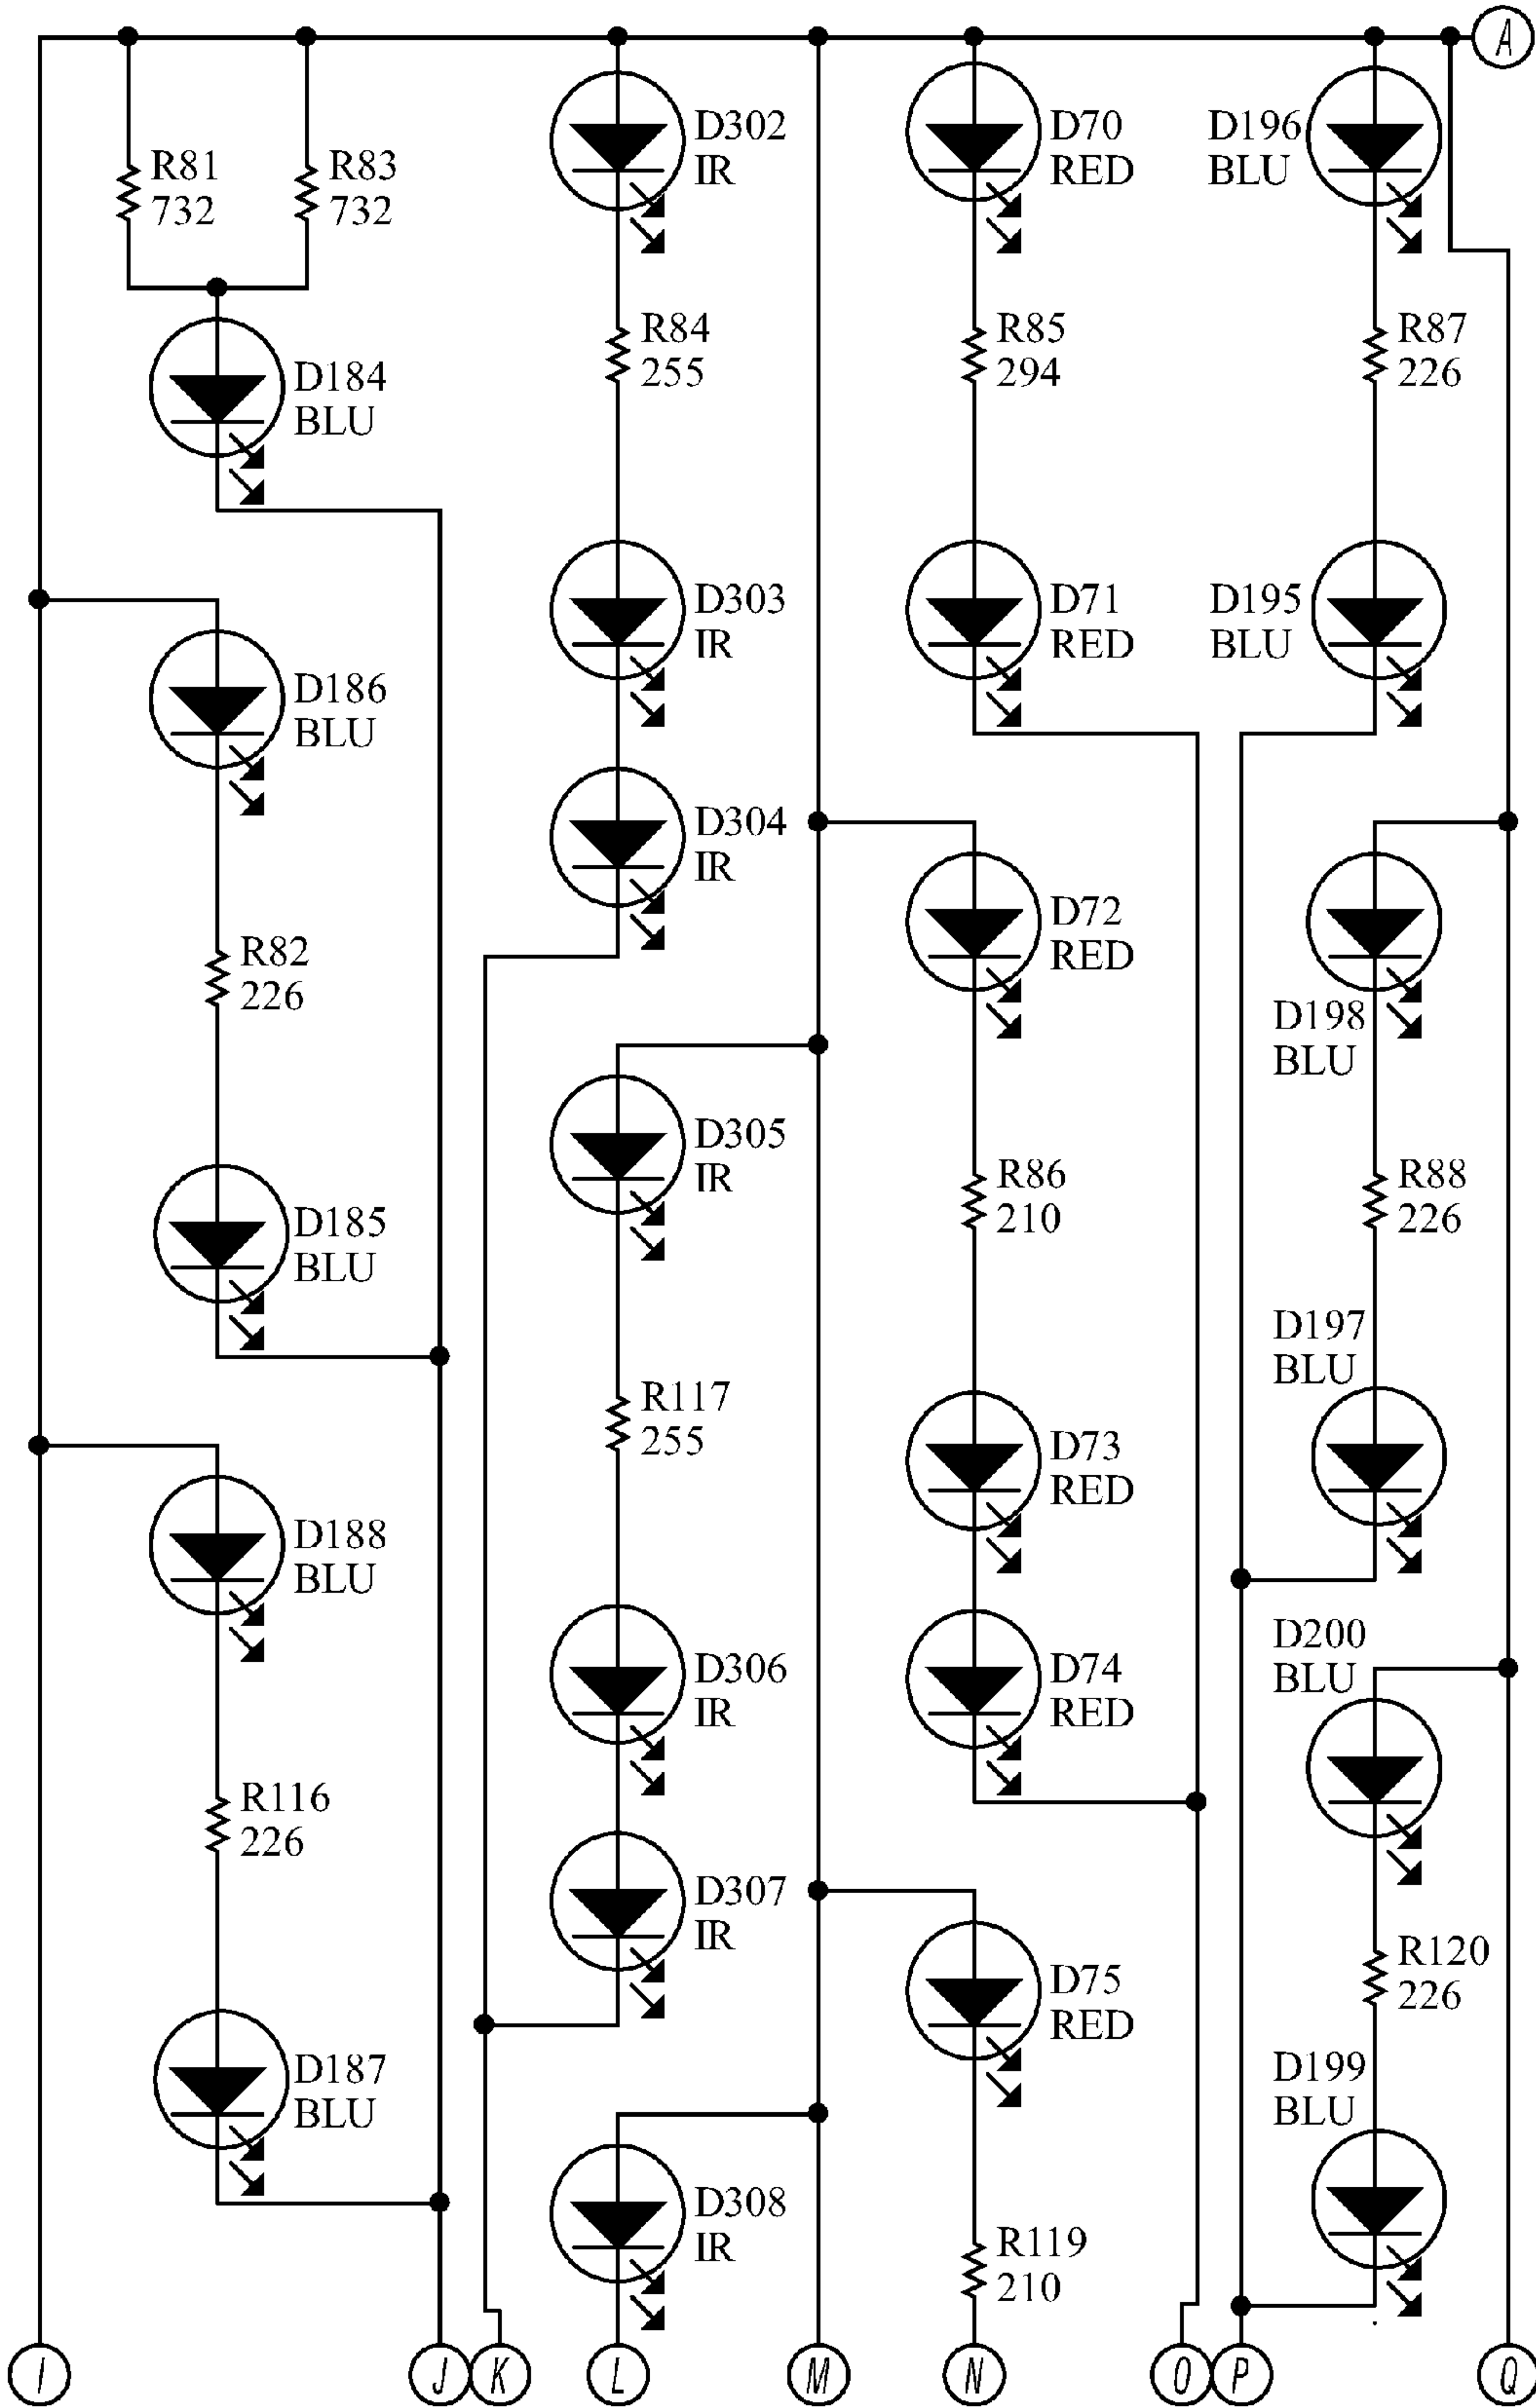 A
D302
IR
D70
RED
D196
BLU
R81
732
R83
732
R84
255
R85
294
R87
226
D184
BLU
D303
IR
D71
RED
D195
BLU
D186
BLU
D304
IR
D72
RED
R82
226
D198
BLU
D305
IR
R86
210
R88
226
D185
BLU
D197
BLU
R117
255
D73
RED
D188
BLU
D200
BLU
D306
IR
D74
RED
R116
226
D307
IR
D75
RED
R120
226
D187
BLU
D199
BLU
D308
IR
R119
210
I
J
K
L
M
N
O
P
Q